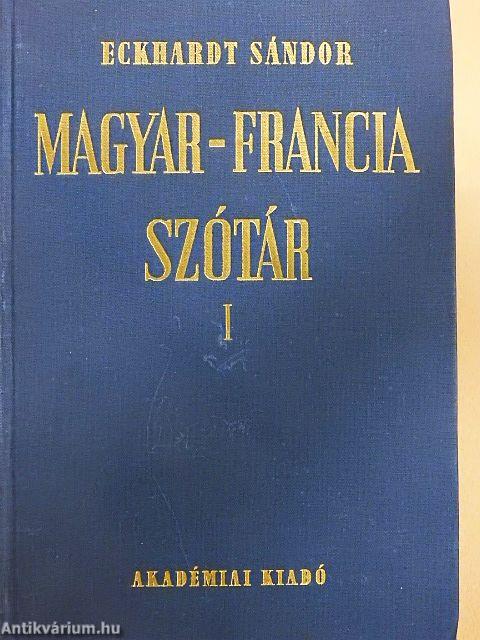 ECKHARDT SÁNDOR
MAGYAR-FRANCIA
SZÓTÁR
I
AKADÉMIAI KIADÓ
Antikvárium.hu